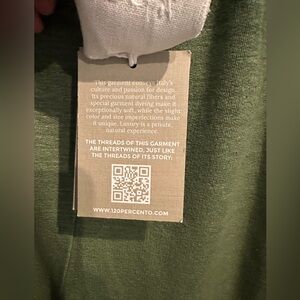 This garment conveys Italy's
culture and passion for design.
Its precious natural fibers and
special garment dyeing make it
exceptionally soft, while the slight
color and size imperfections make
it unique. Luxury is a private,
natural experience.
THE THREADS OF THIS GARMENT
ARE INTERTWINED, JUST LIKE
THE THREADS OF ITS STORY:
WWW.120PERCENTO.COM